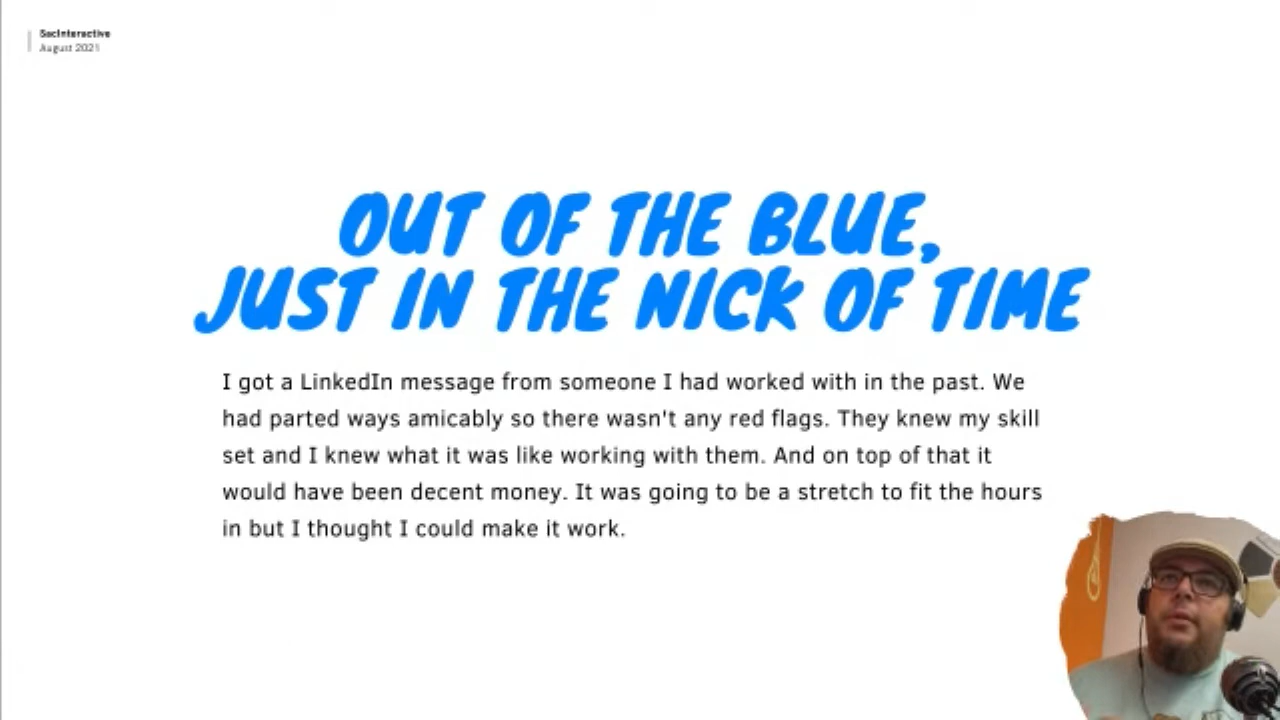 SacInteractive
August 2021
OUT OF THE BLUE,
JUST IN THE NICK OF TIME
I got a LinkedIn message from someone I had worked with in the past. We
had parted ways amicably so there wasn't any red flags. They knew my skill
set and I knew what it was like working with them. And on top of that it
would have been decent money. It was going to be a stretch to fit the hours
in but I thought I could make it work.